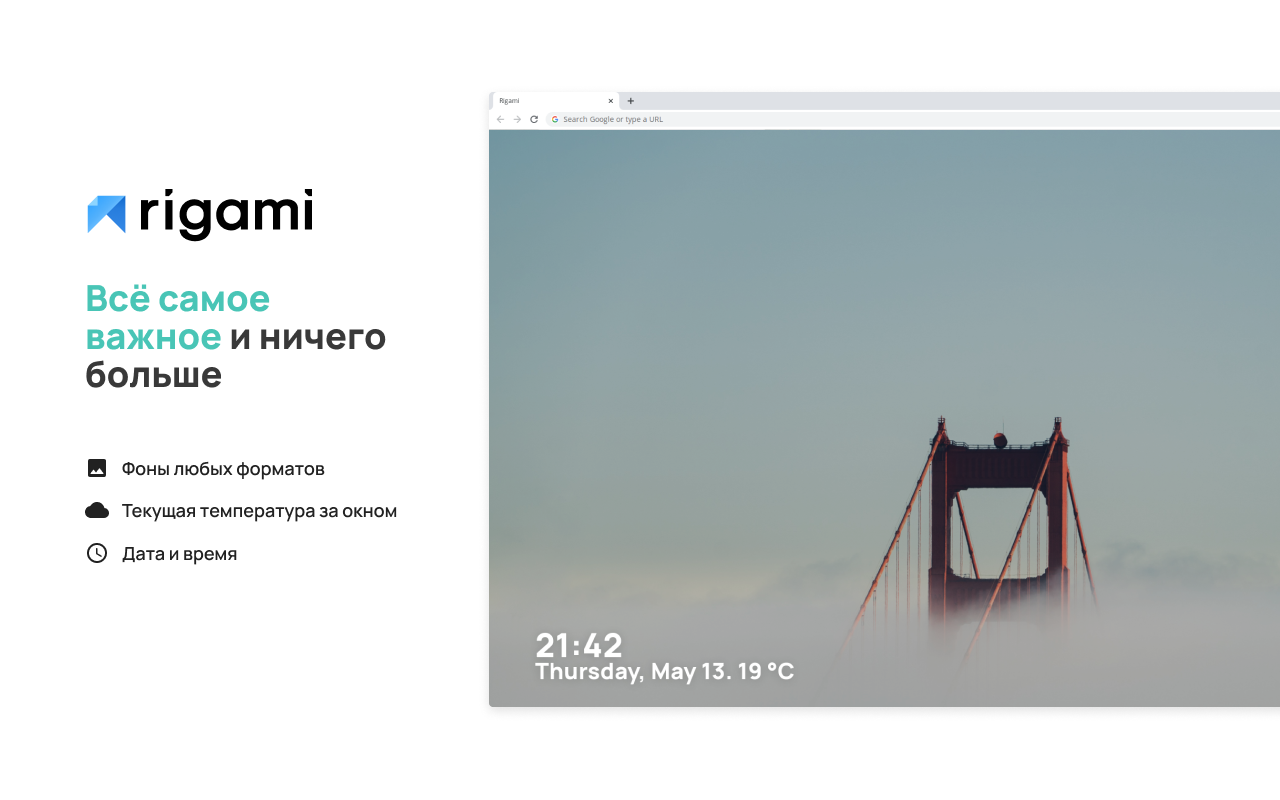 rigami
Всё самое
важное и ничего
больше
Фоны любых форматов
Текущая температура за окном
Дата и время
Rigami
Search Google or type a URL
21:42
Thursday, May 13. 19 °C